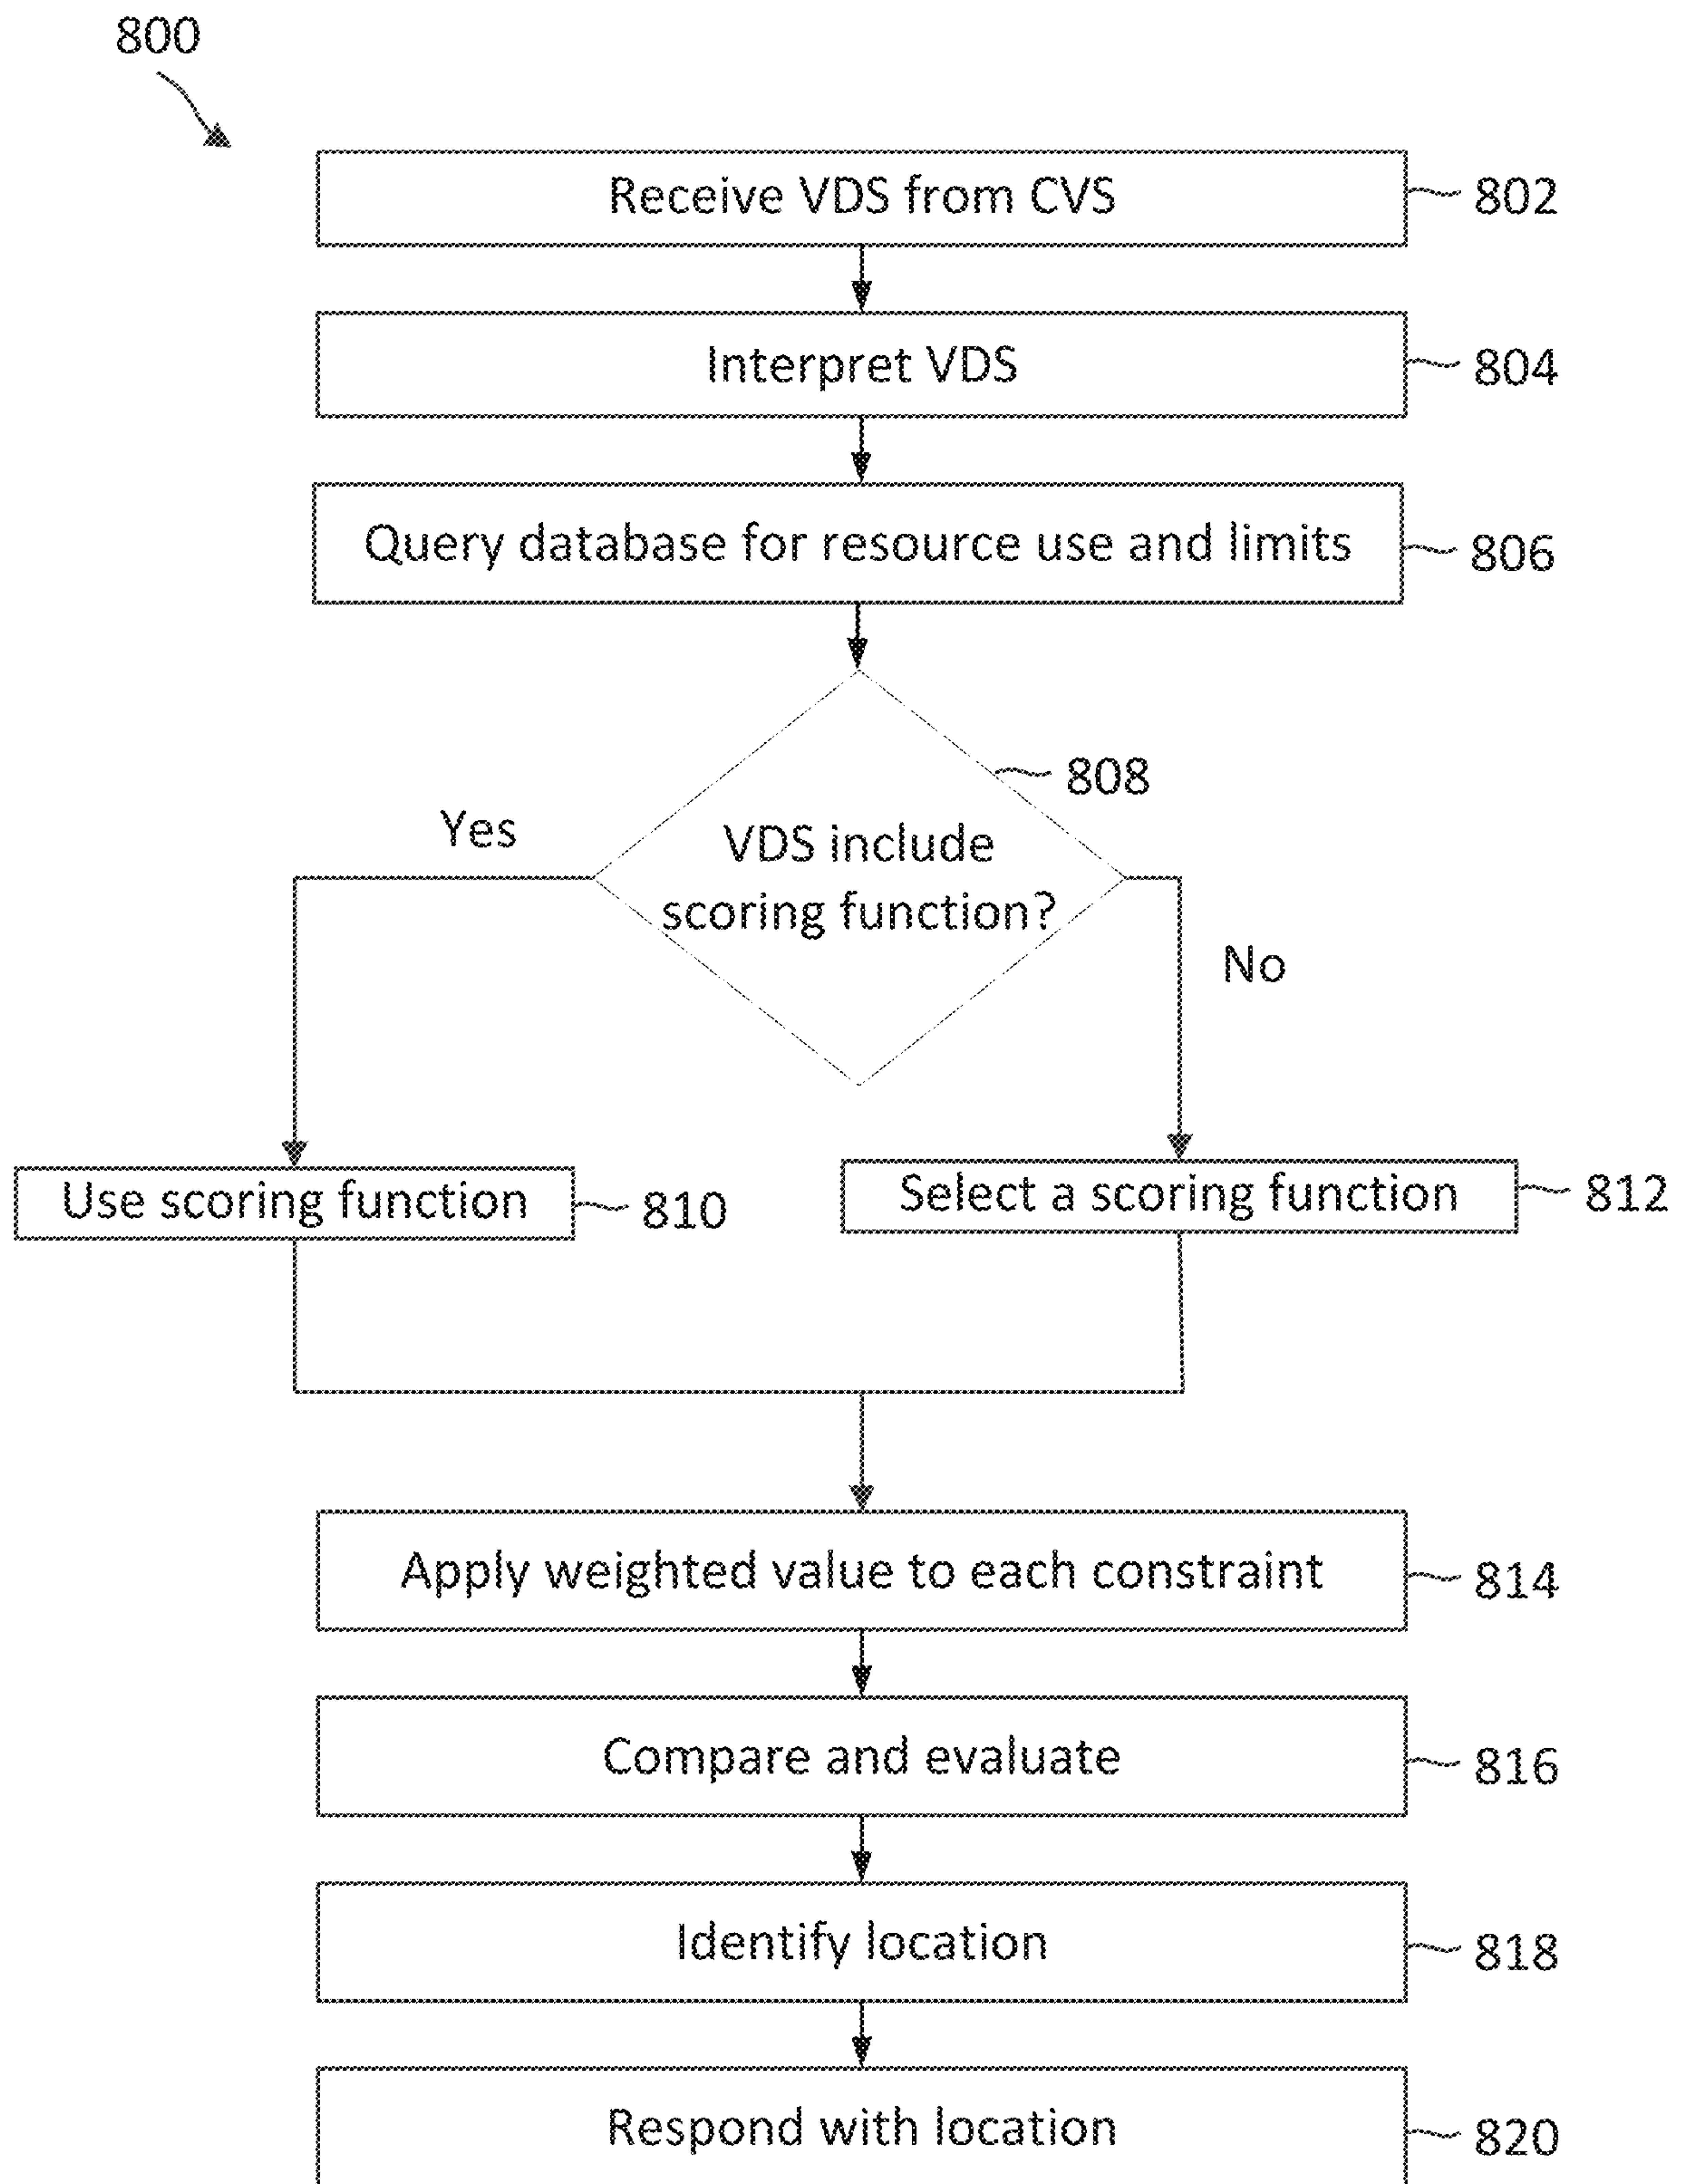 800
Receive VDS from CVS
802
Interpret VDS
804
Query database for resource use and limits
806
808
Yes
VDS include
scoring function?
No
Use scoring function
810
Select a scoring function
812
Apply weighted value to each constraint
814
Compare and evaluate
816
Identify location
818
Respond with location
820